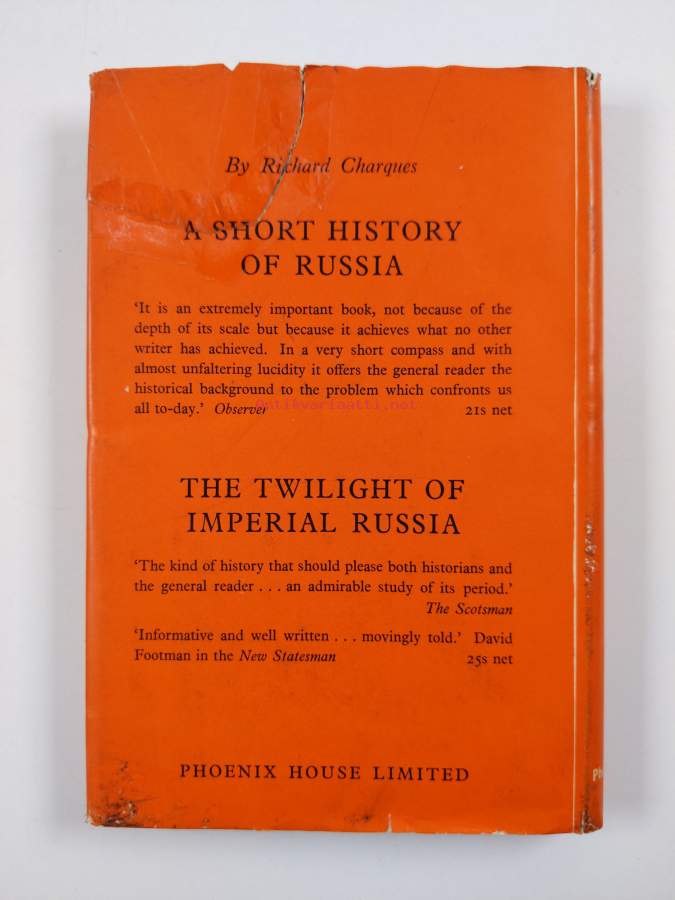 By Richard Charques
A SHORT HISTORY
OF RUSSIA
‘It is an extremely important book, not because of the
depth of its scale but because it achieves what no other
writer has achieved. In a very short compass and with
almost unfaltering lucidity it offers the general reader the
historical background to the problem which confronts us
all to-day.’ Observer 21s net
antikvariaatti.net
THE TWILIGHT OF
IMPERIAL RUSSIA
‘The kind of history that should please both historians and
the general reader . . . an admirable study of its period.’
The Scotsman
‘Informative and well written . . . movingly told.’ David
Footman in the New Statesman 25s net
PHOENIX HOUSE LIMITED